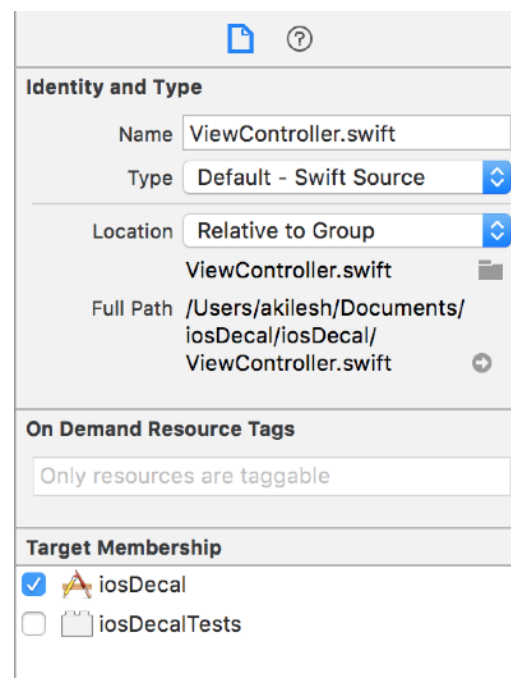 Identity and Type
Name ViewController.swift
Type Default - Swift Source
Location Relative to Group
ViewController.swift
Full Path /Users/akilesh/Documents/
iosDecal/iosDecal/
ViewController.swift
On Demand Resource Tags
Only resources are taggable
Target Membership
iosDecal
iosDecalTests